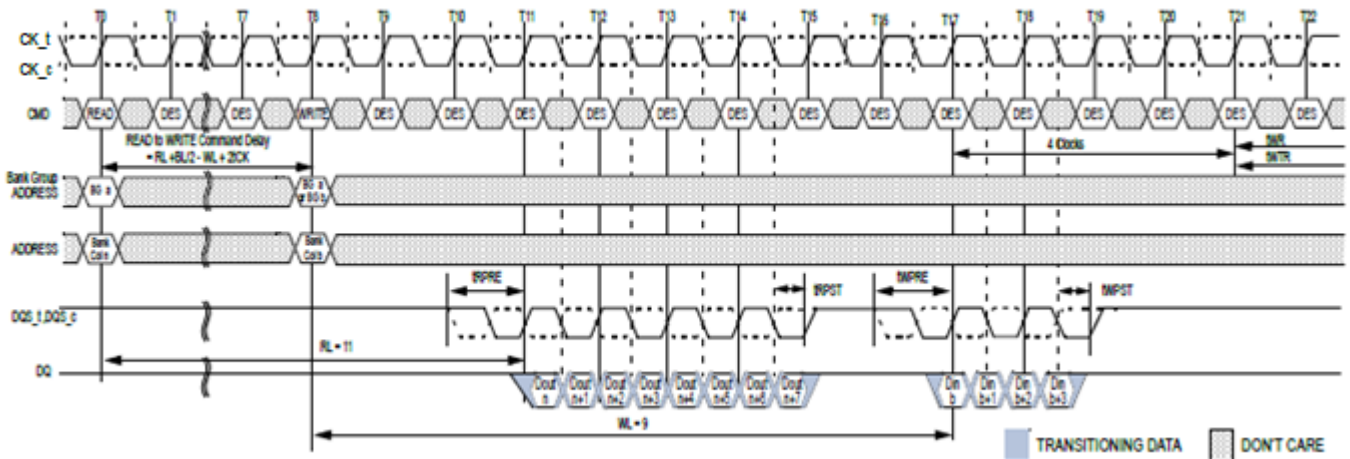 T0 T1 T7 T8 T9 T10 T11 T12 T13 T14 T15 T16 T17 T18 T19 T20 T21 T22
CK_t
CK_c
CMD READ DES DES WRITE DES DES DES DES DES DES DES DES DES DES DES DES DES DES
READ to WRITE Command Delay
= RL +BL/2 - WL + 2tCK
4 Clocks
tWR
tWTR
Bank Group
ADDRESS
BG a
BG a
or BG b
ADDRESS
Bank
Col n
Bank
Col b
tRPRE
tRPST
tWPRE
tWPST
DQS_t,DQS_c
RL = 11
DQ
Dout Dout Dout Dout Dout Dout Dout Dout
n n+1 n+2 n+3 n+4 n+5 n+6 n+7
Din Din Din Din
b b+1 b+2 b+3
WL = 9
TRANSITIONING DATA
DON'T CARE